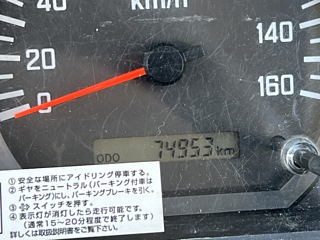 40
km/h
140
20
160
0
ODO 74953 km
① 安全な場所にアイドリング停車する。
② ギヤをニュートラル(パーキング付車は
パーキング)にし、パーキングブレーキを引く。
③ スイッチを押す。
④ 表示灯が消灯したら走行可能です。
(通常15～20分程度で終了します)
詳しくは取扱説明書をご覧下さい。